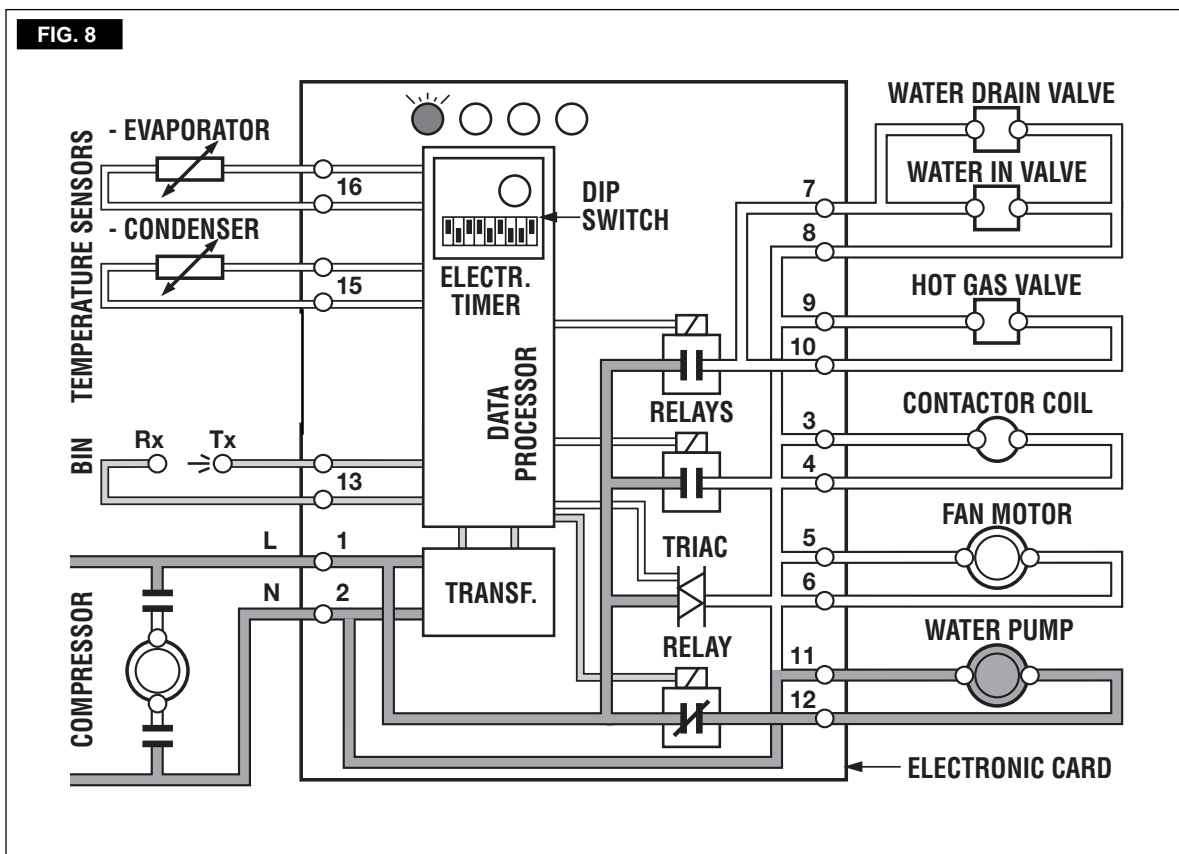 FIG. 8
TEMPERATURE SENSORS
- EVAPORATOR
16
- CONDENSER
15
BIN
Rx
Tx
13
L
1
N
2
COMPRESSOR
DIP
SWITCH
ELECTR.
TIMER
DATA
PROCESSOR
TRANSF.
RELAYS
TRIAC
RELAY
WATER DRAIN VALVE
WATER IN VALVE
7
8
HOT GAS VALVE
9
10
CONTACTOR COIL
3
4
FAN MOTOR
5
6
WATER PUMP
11
12
ELECTRONIC CARD